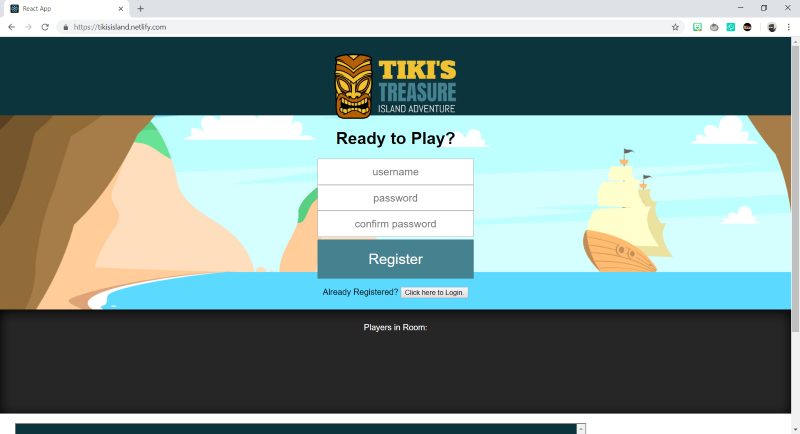 React App
https://tikisisland.netlify.com
TIKI'S
TREASURE
ISLAND ADVENTURE
Ready to Play?
username
password
confirm password
Register
Already Registered? Click here to Login.
Players in Room: